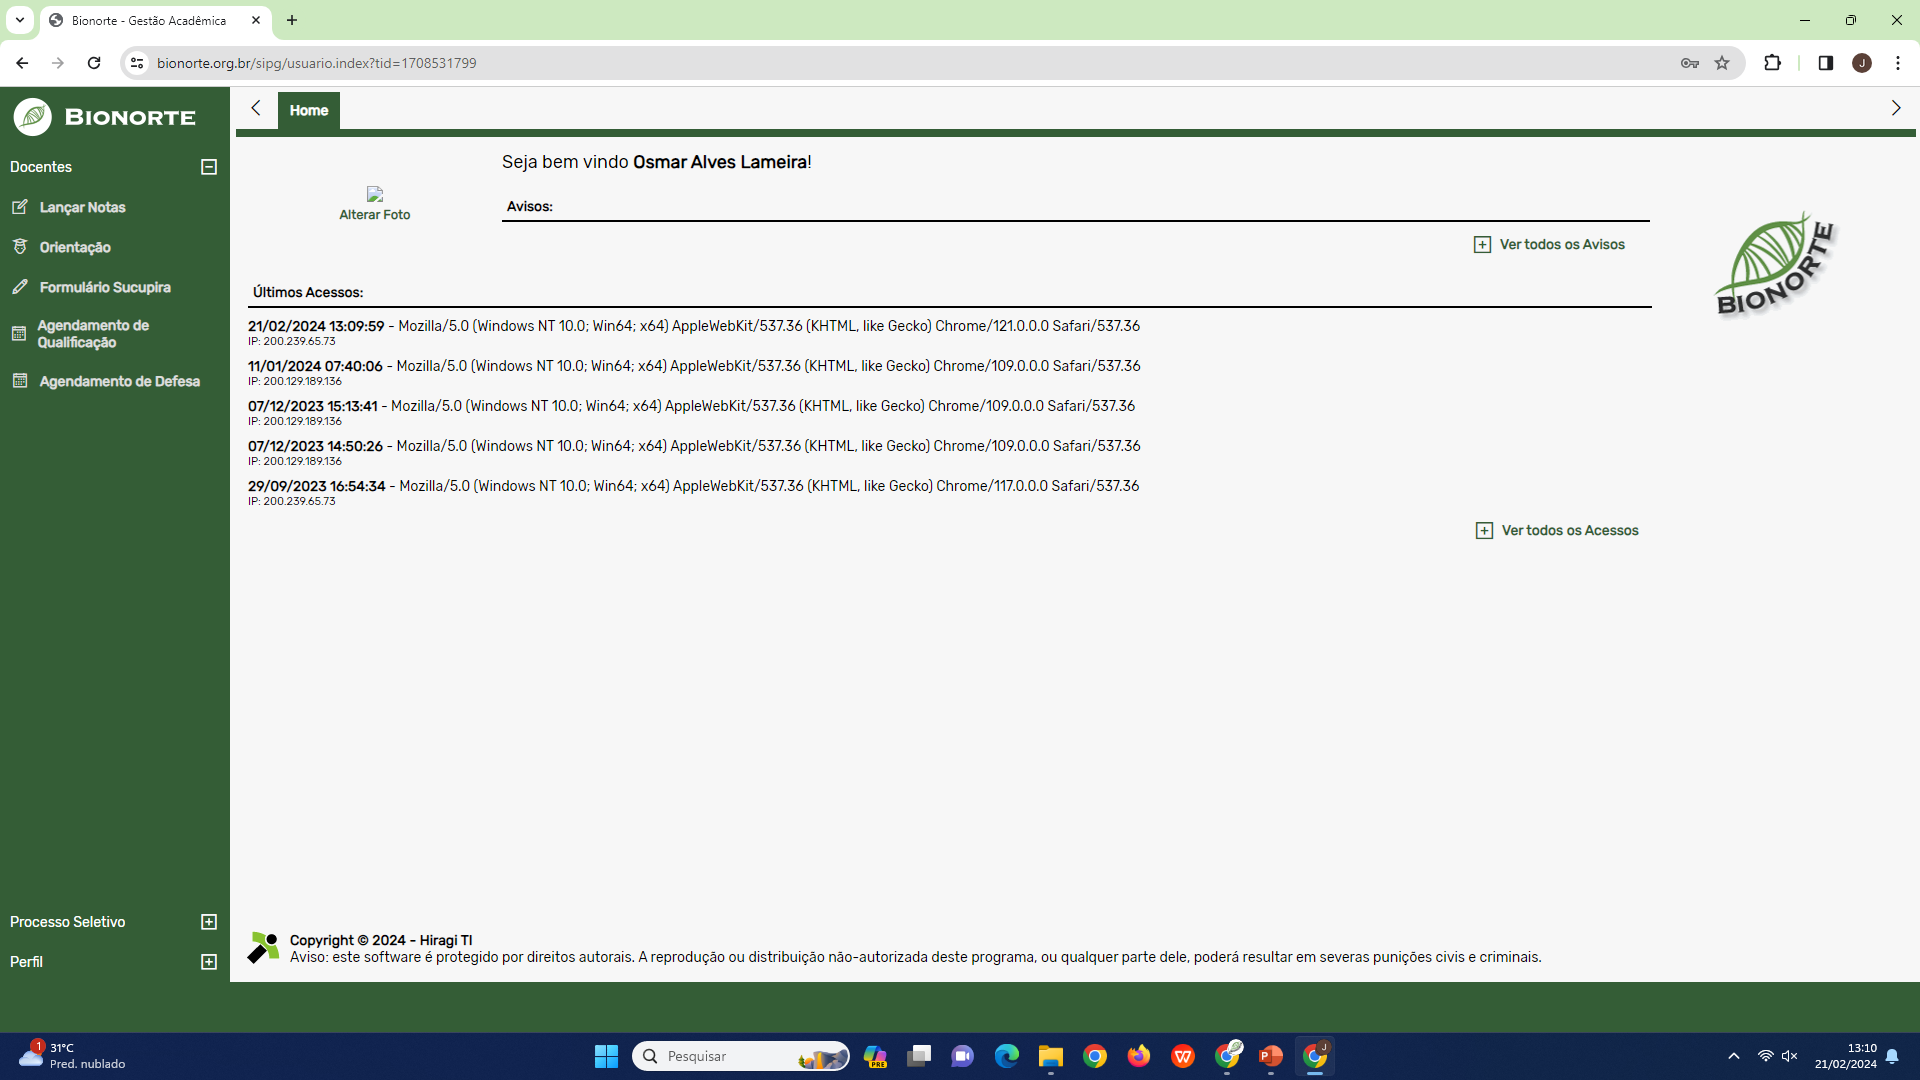 Bionorte - Gestão Acadêmica
bionorte.org.br/sipg/usuario.index?tid=1708531799
J
BIONORTE
Docentes
Lançar Notas
Orientação
Formulário Sucupira
Agendamento de
Qualificação
Agendamento de Defesa
Processo Seletivo
Perfil
Home
Seja bem vindo Osmar Alves Lameira!
Alterar Foto
Avisos:
Ver todos os Avisos
BIONORTE
Últimos Acessos:
21/02/2024 13:09:59 - Mozilla/5.0 (Windows NT 10.0; Win64; x64) AppleWebKit/537.36 (KHTML, like Gecko) Chrome/121.0.0.0 Safari/537.36
IP: 200.239.65.73
11/01/2024 07:40:06 - Mozilla/5.0 (Windows NT 10.0; Win64; x64) AppleWebKit/537.36 (KHTML, like Gecko) Chrome/109.0.0.0 Safari/537.36
IP: 200.129.189.136
07/12/2023 15:13:41 - Mozilla/5.0 (Windows NT 10.0; Win64; x64) AppleWebKit/537.36 (KHTML, like Gecko) Chrome/109.0.0.0 Safari/537.36
IP: 200.129.189.136
07/12/2023 14:50:26 - Mozilla/5.0 (Windows NT 10.0; Win64; x64) AppleWebKit/537.36 (KHTML, like Gecko) Chrome/109.0.0.0 Safari/537.36
IP: 200.129.189.136
29/09/2023 16:54:34 - Mozilla/5.0 (Windows NT 10.0; Win64; x64) AppleWebKit/537.36 (KHTML, like Gecko) Chrome/117.0.0.0 Safari/537.36
IP: 200.239.65.73
Ver todos os Acessos
Copyright © 2024 - Hiragi TI
Aviso: este software é protegido por direitos autorais. A reprodução ou distribuição não-autorizada deste programa, ou qualquer parte dele, poderá resultar em severas punições civis e criminais.
1
31°C
Pred. nublado
Pesquisar
PRE
W
P
J
13:10
21/02/2024